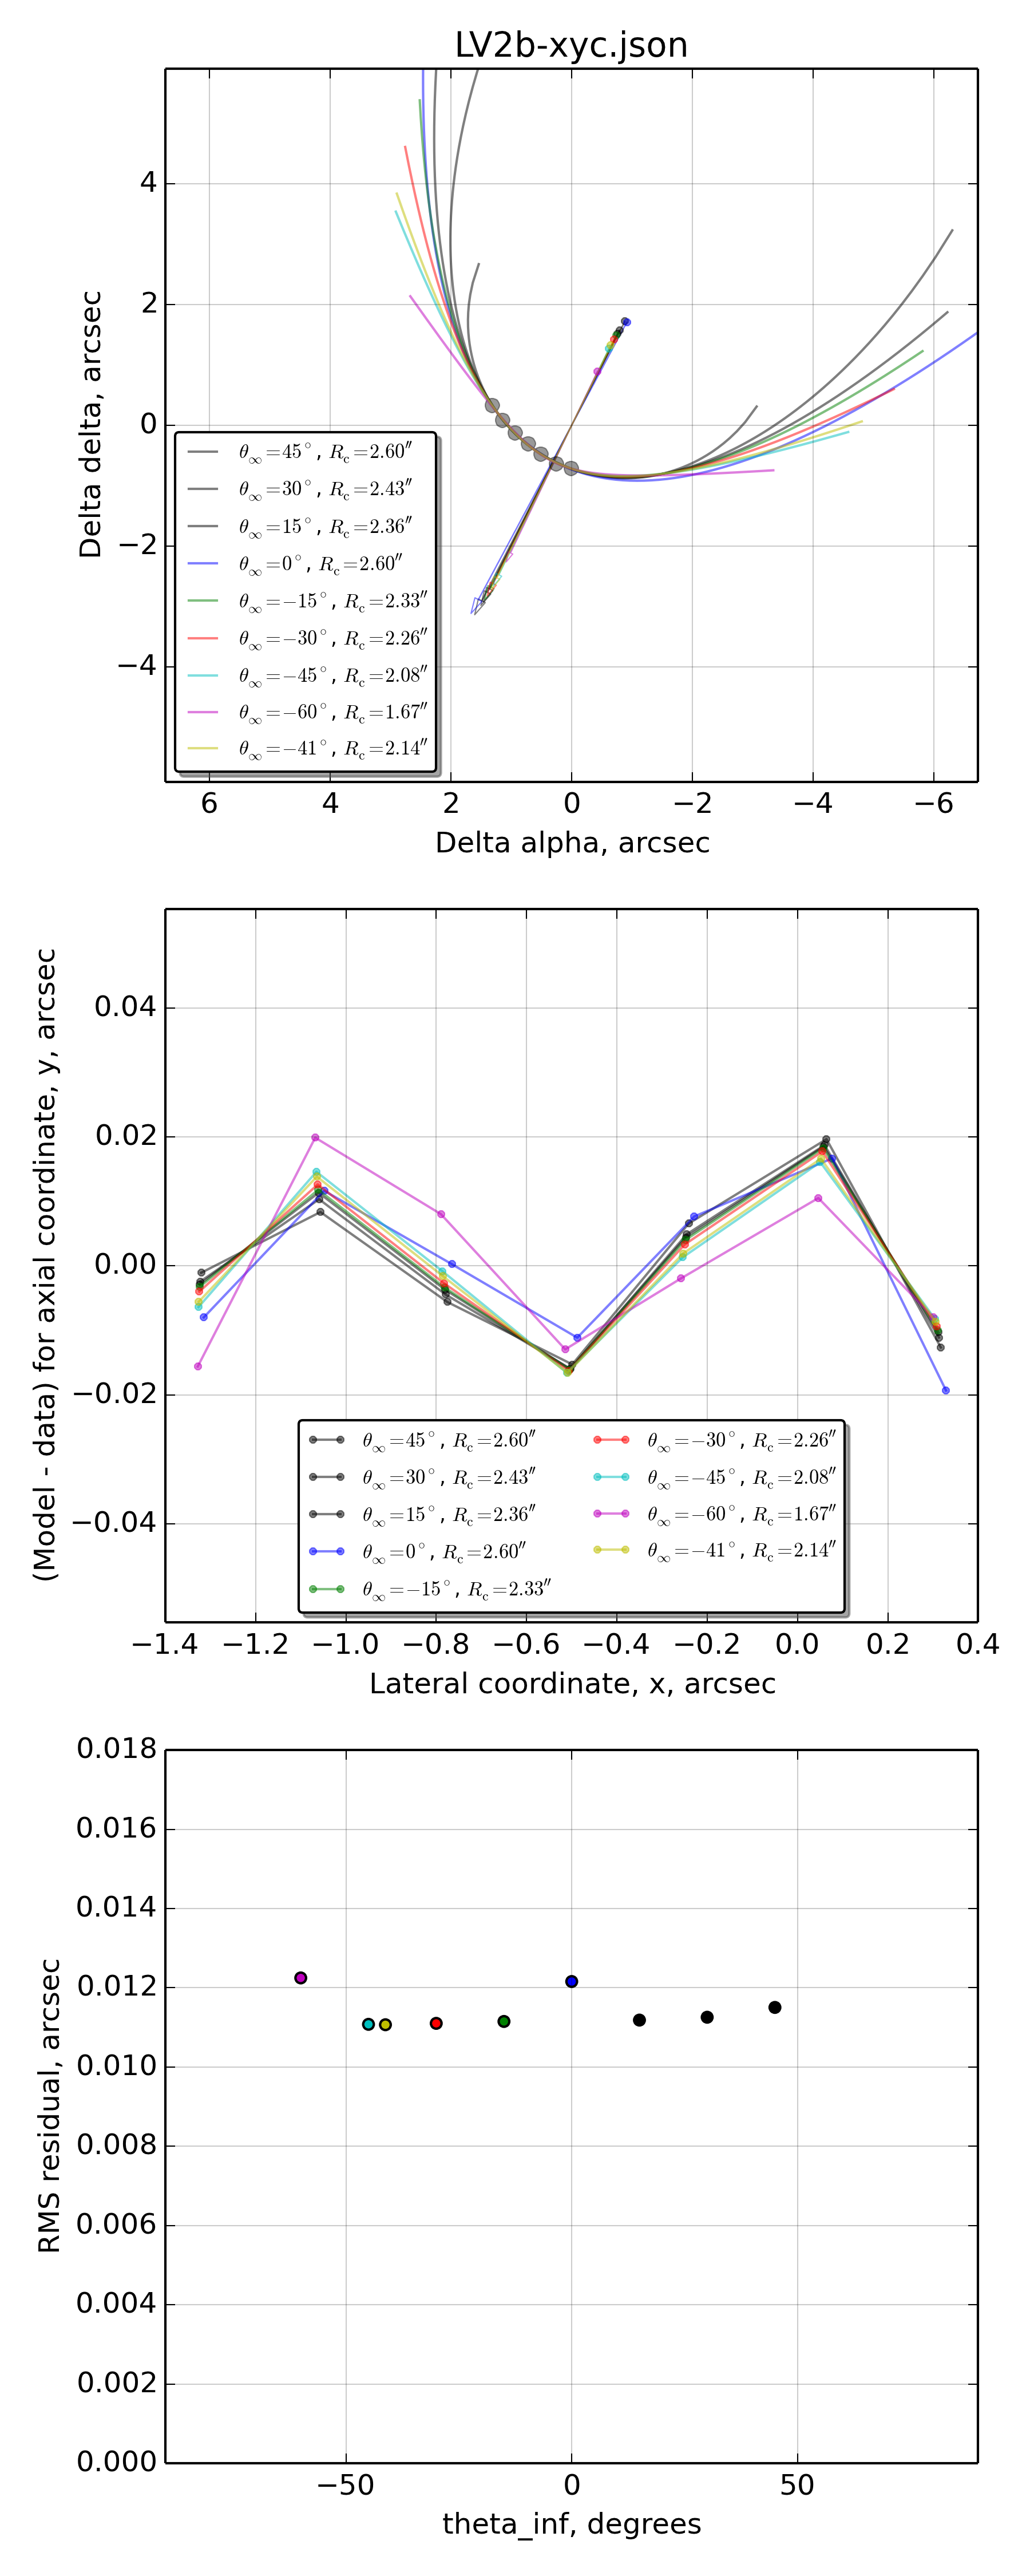 LV2b-xyc.json
4
2
0
−2
−4
Delta delta, arcsec
θ∞=45°, Rc=2.60″
θ∞=30°, Rc=2.43″
θ∞=15°, Rc=2.36″
θ∞=0°, Rc=2.60″
θ∞=−15°, Rc=2.33″
θ∞=−30°, Rc=2.26″
θ∞=−45°, Rc=2.08″
θ∞=−60°, Rc=1.67″
θ∞=−41°, Rc=2.14″
6 4 2 0 −2 −4 −6
Delta alpha, arcsec
0.04
0.02
0.00
−0.02
−0.04
(Model - data) for axial coordinate, y, arcsec
θ∞=45°, Rc=2.60″
θ∞=30°, Rc=2.43″
θ∞=15°, Rc=2.36″
θ∞=0°, Rc=2.60″
θ∞=−15°, Rc=2.33″
θ∞=−30°, Rc=2.26″
θ∞=−45°, Rc=2.08″
θ∞=−60°, Rc=1.67″
θ∞=−41°, Rc=2.14″
−1.4 −1.2 −1.0 −0.8 −0.6 −0.4 −0.2 0.0 0.2 0.4
Lateral coordinate, x, arcsec
0.018
0.016
0.014
0.012
0.010
0.008
0.006
0.004
0.002
0.000
RMS residual, arcsec
−50 0 50
theta_inf, degrees